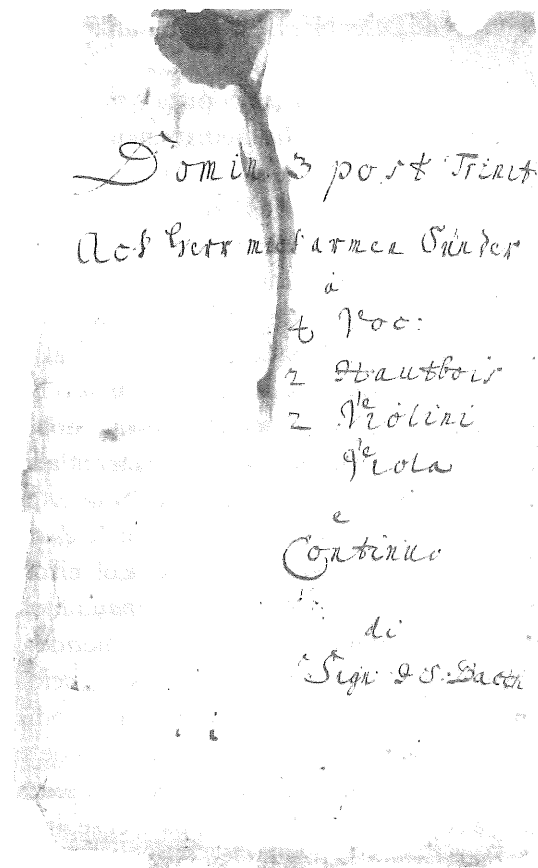 Domin. 3 post Trinit
Ach Herr mich armen Sünder
à
4 Voc:
2 Hautbois
2 Violini
Viola
e
Continuo
di
Sign: J. S. Bach